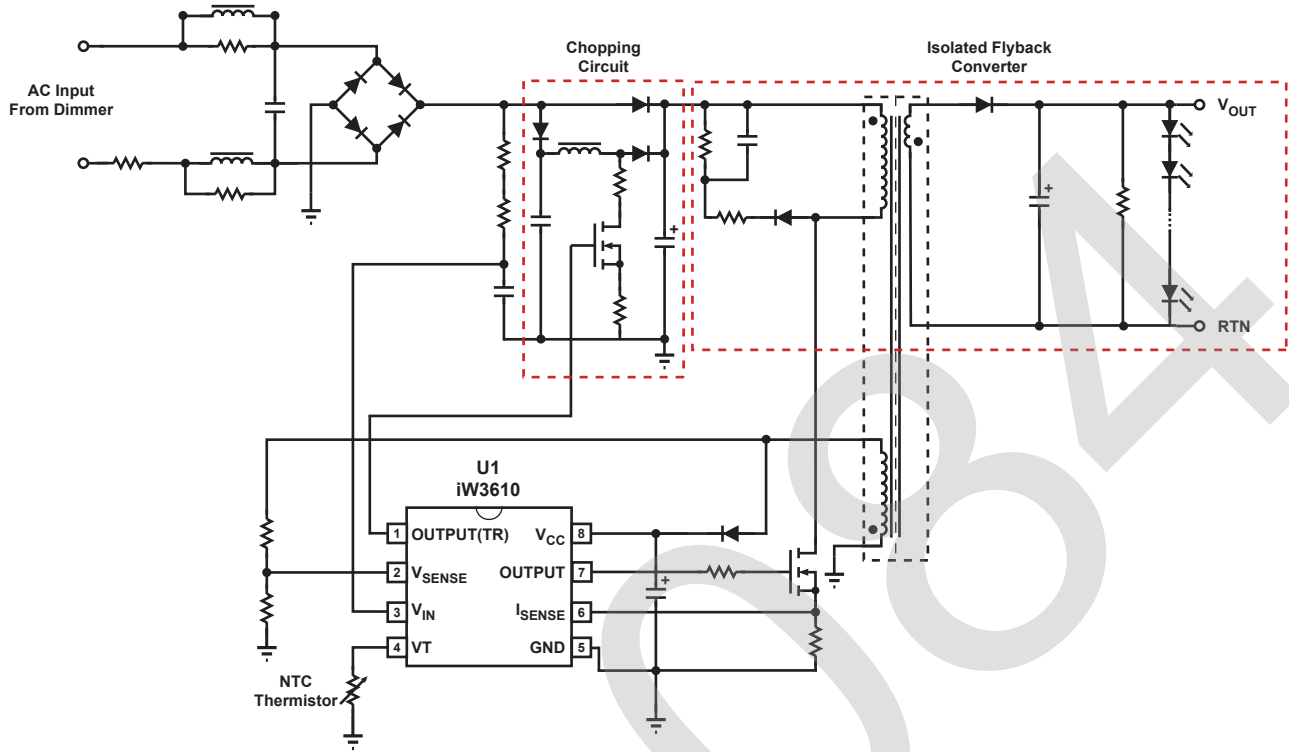 Chopping
Circuit
Isolated Flyback
Converter
AC Input
From Dimmer
VOUT
RTN
+
+
U1
iW3610
1 OUTPUT(TR)
2 VSENSE
3 VIN
4 VT
VCC 8
OUTPUT 7
ISENSE 6
GND 5
+
NTC
Thermistor
084